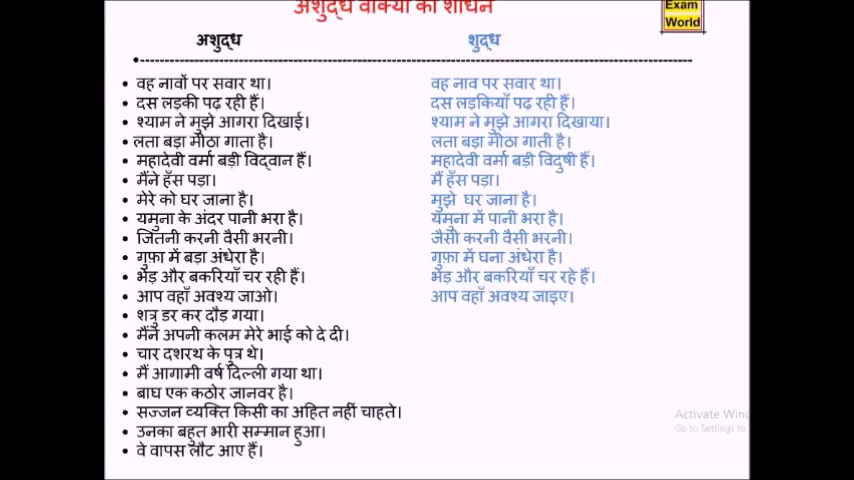 अशुद्ध वाक्यों का शोधन
Exam
World
अशुद्ध शुद्ध
•--------------------------------------------------------------------------------
• वह नावों पर सवार था। वह नाव पर सवार था।
• दस लड़की पढ़ रही हैं। दस लड़कियाँ पढ़ रही हैं।
• श्याम ने मुझे आगरा दिखाई। श्याम ने मुझे आगरा दिखाया।
• लता बड़ा मीठा गाता है। लता बड़ा मीठा गाती है।
• महादेवी वर्मा बड़ी विद्वान हैं। महादेवी वर्मा बड़ी विदुषी हैं।
• मैंने हँस पड़ा। मैं हँस पड़ा।
• मेरे को घर जाना है। मुझे घर जाना है।
• यमुना के अंदर पानी भरा है। यमुना में पानी भरा है।
• जितनी करनी वैसी भरनी। जैसी करनी वैसी भरनी।
• गुफ़ा में बड़ा अंधेरा है। गुफ़ा में घना अंधेरा है।
• भेड़ और बकरियाँ चर रही हैं। भेड़ और बकरियाँ चर रहे हैं।
• आप वहाँ अवश्य जाओ। आप वहाँ अवश्य जाइए।
• शत्रु डर कर दौड़ गया।
• मैंने अपनी कलम मेरे भाई को दे दी।
• चार दशरथ के पुत्र थे।
• मैं आगामी वर्ष दिल्ली गया था।
• बाघ एक कठोर जानवर है।
• सज्जन व्यक्ति किसी का अहित नहीं चाहते।
• उनका बहुत भारी सम्मान हुआ।
• वे वापस लौट आए हैं।
Activate Win
Go to Settings to